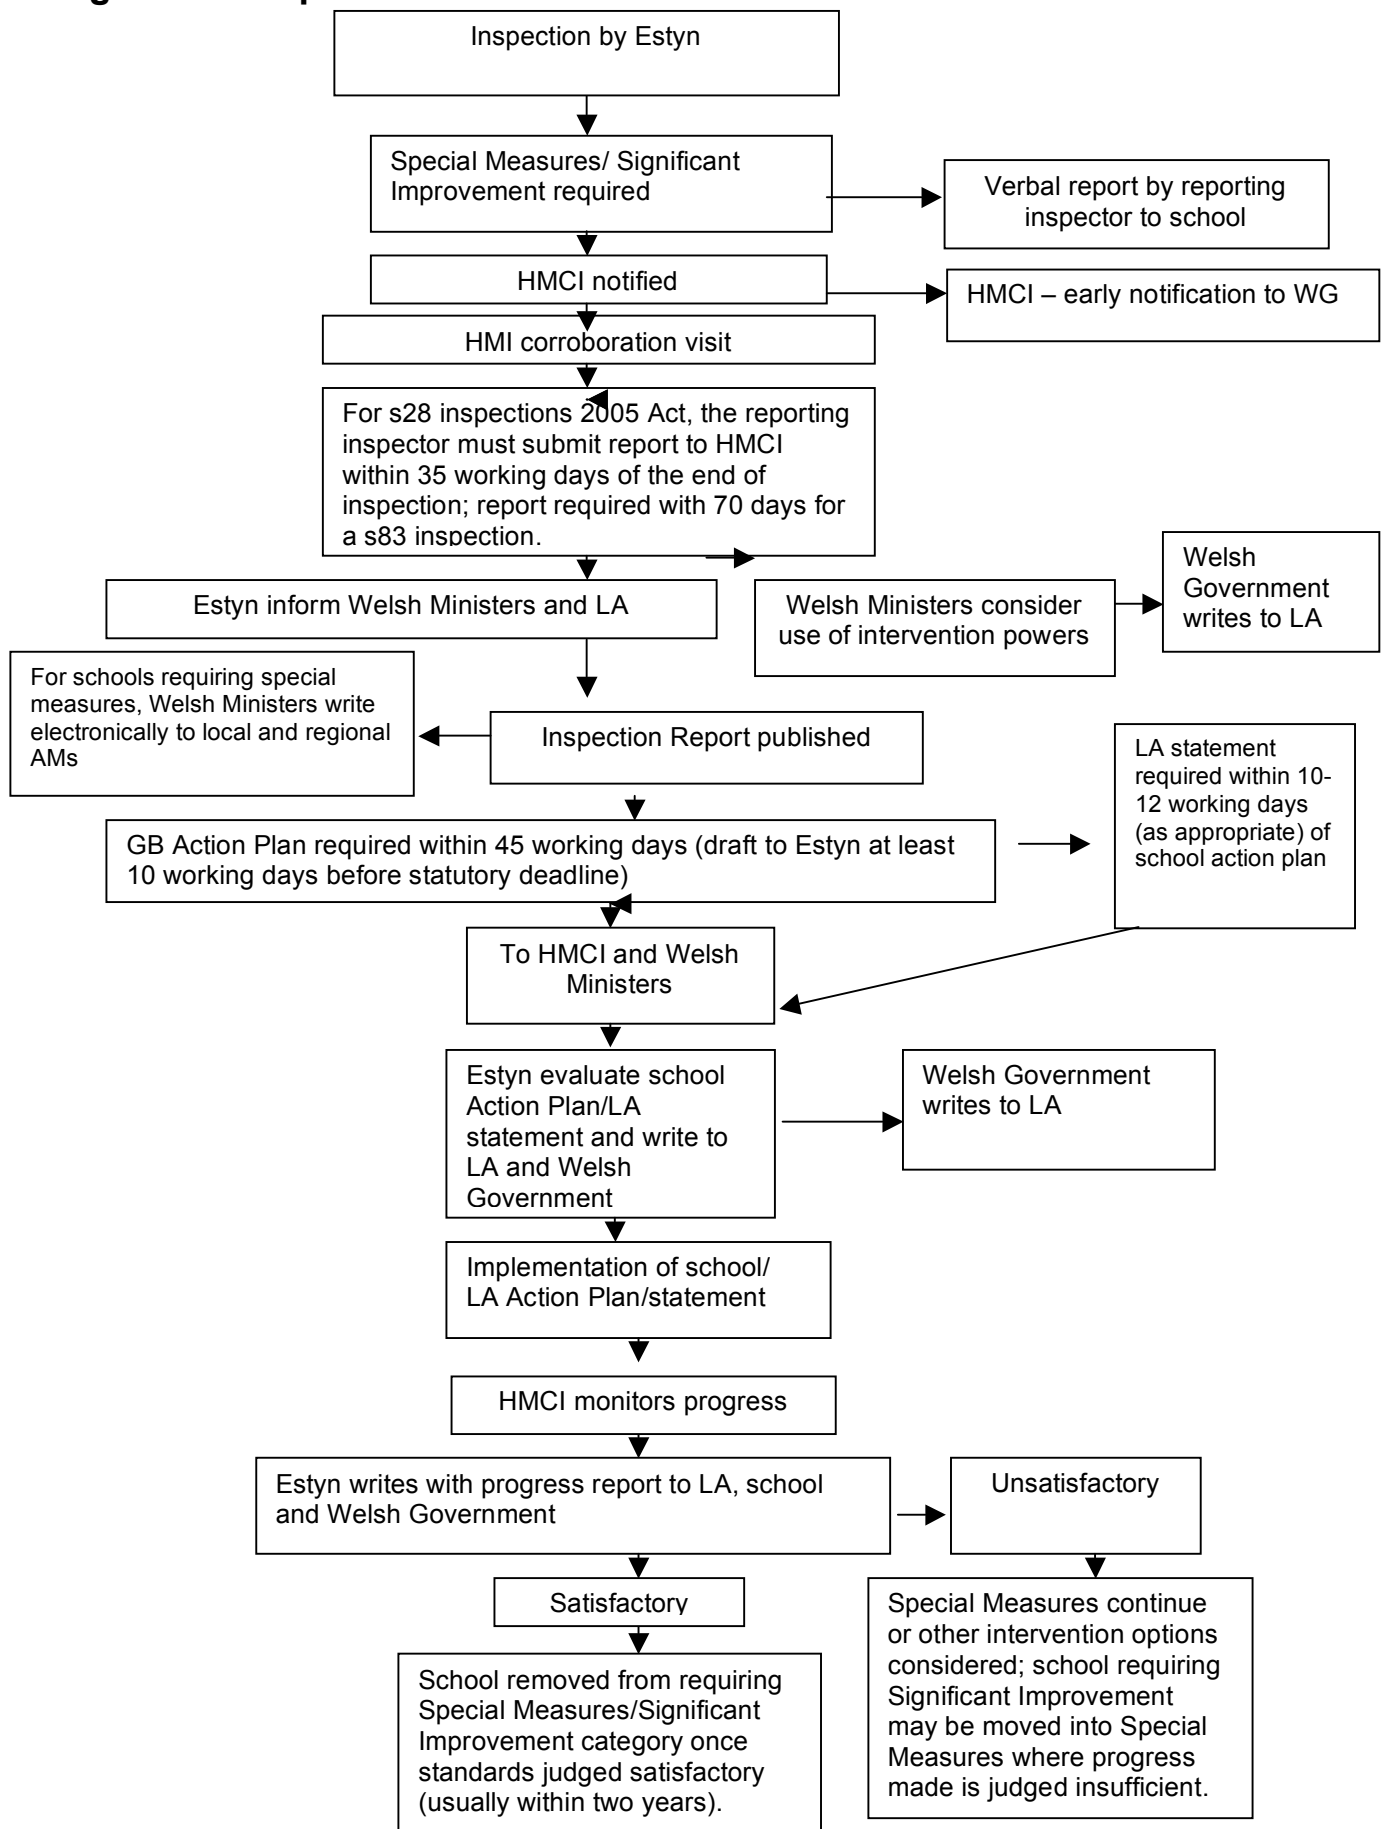 Inspection by Estyn
Special Measures/ Significant
Improvement required
Verbal report by reporting
inspector to school
HMCI notified
HMCI – early notification to WG
HMI corroboration visit
For s28 inspections 2005 Act, the reporting
inspector must submit report to HMCI
within 35 working days of the end of
inspection; report required with 70 days for
a s83 inspection.
Estyn inform Welsh Ministers and LA
Welsh Ministers consider
use of intervention powers
Welsh
Government
writes to LA
For schools requiring special
measures, Welsh Ministers write
electronically to local and regional
AMs
Inspection Report published
LA statement
required within 10-
12 working days
(as appropriate) of
school action plan
GB Action Plan required within 45 working days (draft to Estyn at least
10 working days before statutory deadline)
To HMCI and Welsh
Ministers
Estyn evaluate school
Action Plan/LA
statement and write to
LA and Welsh
Government
Welsh Government
writes to LA
Implementation of school/
LA Action Plan/statement
HMCI monitors progress
Estyn writes with progress report to LA, school
and Welsh Government
Unsatisfactory
Satisfactory
Special Measures continue
or other intervention options
considered; school requiring
Significant Improvement
may be moved into Special
Measures where progress
made is judged insufficient.
School removed from requiring
Special Measures/Significant
Improvement category once
standards judged satisfactory
(usually within two years).